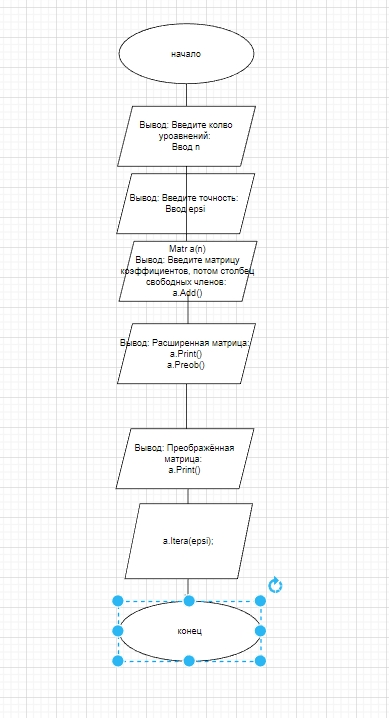 начало
Вывод: Введите колво
уроавнений:
Ввод n
Вывод: Введите точность:
Ввод epsi
Matr a(n)
Вывод: Введите матрицу
коэффициентов, потом столбец
свободных членов:
a.Add()
Вывод: Расширенная матрица:
a.Print()
a.Preob()
Вывод: Преображённая
матрица:
a.Print()
a.Itera(epsi);
конец